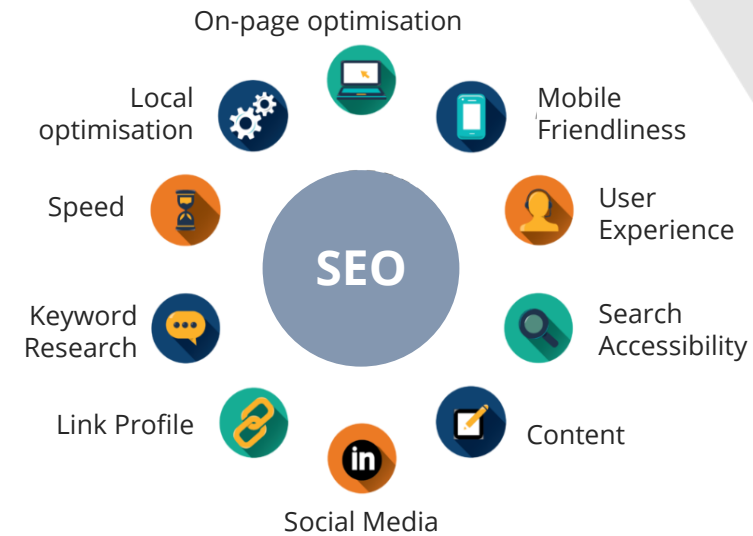 On-page optimisation
Local
optimisation
Mobile
Friendliness
Speed
User
Experience
SEO
Keyword
Research
Search
Accessibility
Link Profile
Content
in
Social Media